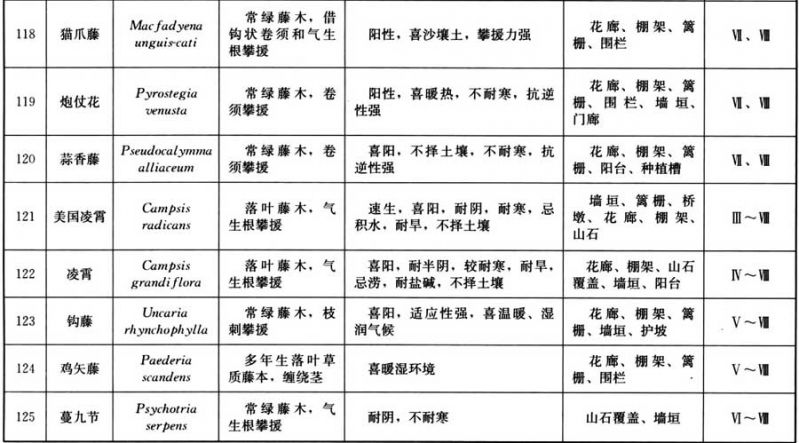 118
猫爪藤
Macfadyena
unguis-cati
常绿藤木，借
钩状卷须和气生
根攀援
阳性，喜沙壤土，攀援力强
花廊、棚架、篱
栅、围栏
Ⅶ、Ⅷ
119
炮仗花
Pyrostegia
venusta
常绿藤木，卷
须攀援
阳性，喜暖热，不耐寒，抗逆
性强
花廊、棚架、篱
栅、围栏、墙垣、
门廊
Ⅶ、Ⅷ
120
蒜香藤
Pseudocalymma
alliaceum
常绿藤木，卷
须攀援
喜阳，不择土壤，不耐寒，抗
逆性强
花廊、棚架、篱
栅、阳台、种植槽
Ⅶ、Ⅷ
121
美国凌霄
Campsis
radicans
落叶藤木，气
生根攀援
速生，喜阳，耐阴，耐寒，忌
积水，耐旱，不择土壤
墙垣、篱栅、桥
墩、花廊、棚架、
山石
Ⅲ～Ⅷ
122
凌霄
Campsis
grandiflora
落叶藤木，气
生根攀援
喜阳，耐半阴，较耐寒，耐旱，
忌涝，耐盐碱，不择土壤
花廊、棚架、山石
覆盖、墙垣、阳台
Ⅳ～Ⅷ
123
钩藤
Uncaria
rhynchophylla
常绿藤木，枝
刺攀援
喜阳，适应性强，喜温暖、湿
润气候
花廊、棚架、篱
栅、墙垣、护坡
Ⅴ～Ⅷ
124
鸡矢藤
Paederia
scandens
多年生落叶草
质藤本，缠绕茎
喜暖湿环境
花廊、棚架、篱
栅、围栏
Ⅴ～Ⅷ
125
蔓九节
Psychotria
serpens
常绿藤木，气
生根攀援
耐阴，不耐寒
山石覆盖、墙垣
Ⅵ～Ⅷ